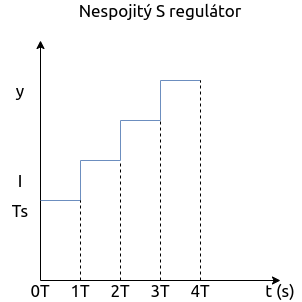 Nespojitý S regulátor
y
I
Ts
0T 1T 2T 3T 4T t (s)